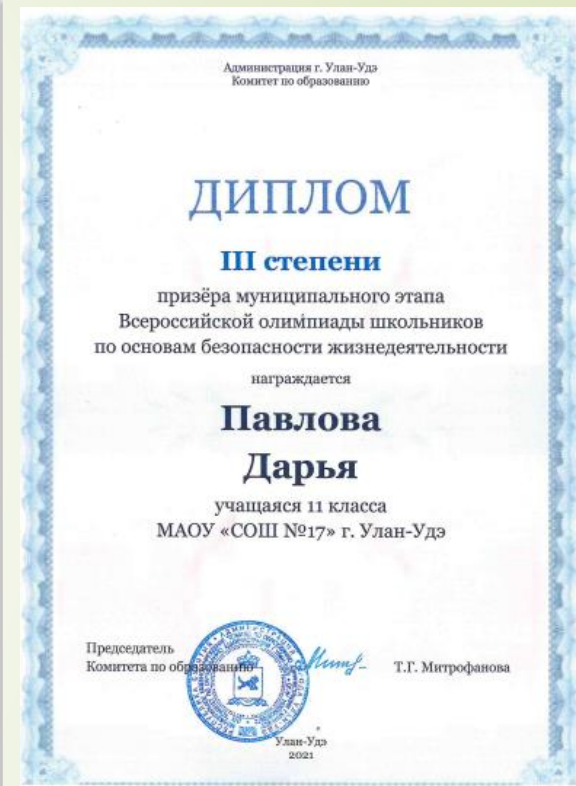 Администрация г. Улан-Удэ
Комитет по образованию
ДИПЛОМ
III степени
призёра муниципального этапа
Всероссийской олимпиады школьников
по основам безопасности жизнедеятельности
награждается
Павлова
Дарья
учащаяся 11 класса
МАОУ «СОШ №17» г. Улан-Удэ
Председатель
Комитета по образованию
Т.Г. Митрофанова
Улан-Удэ
2021